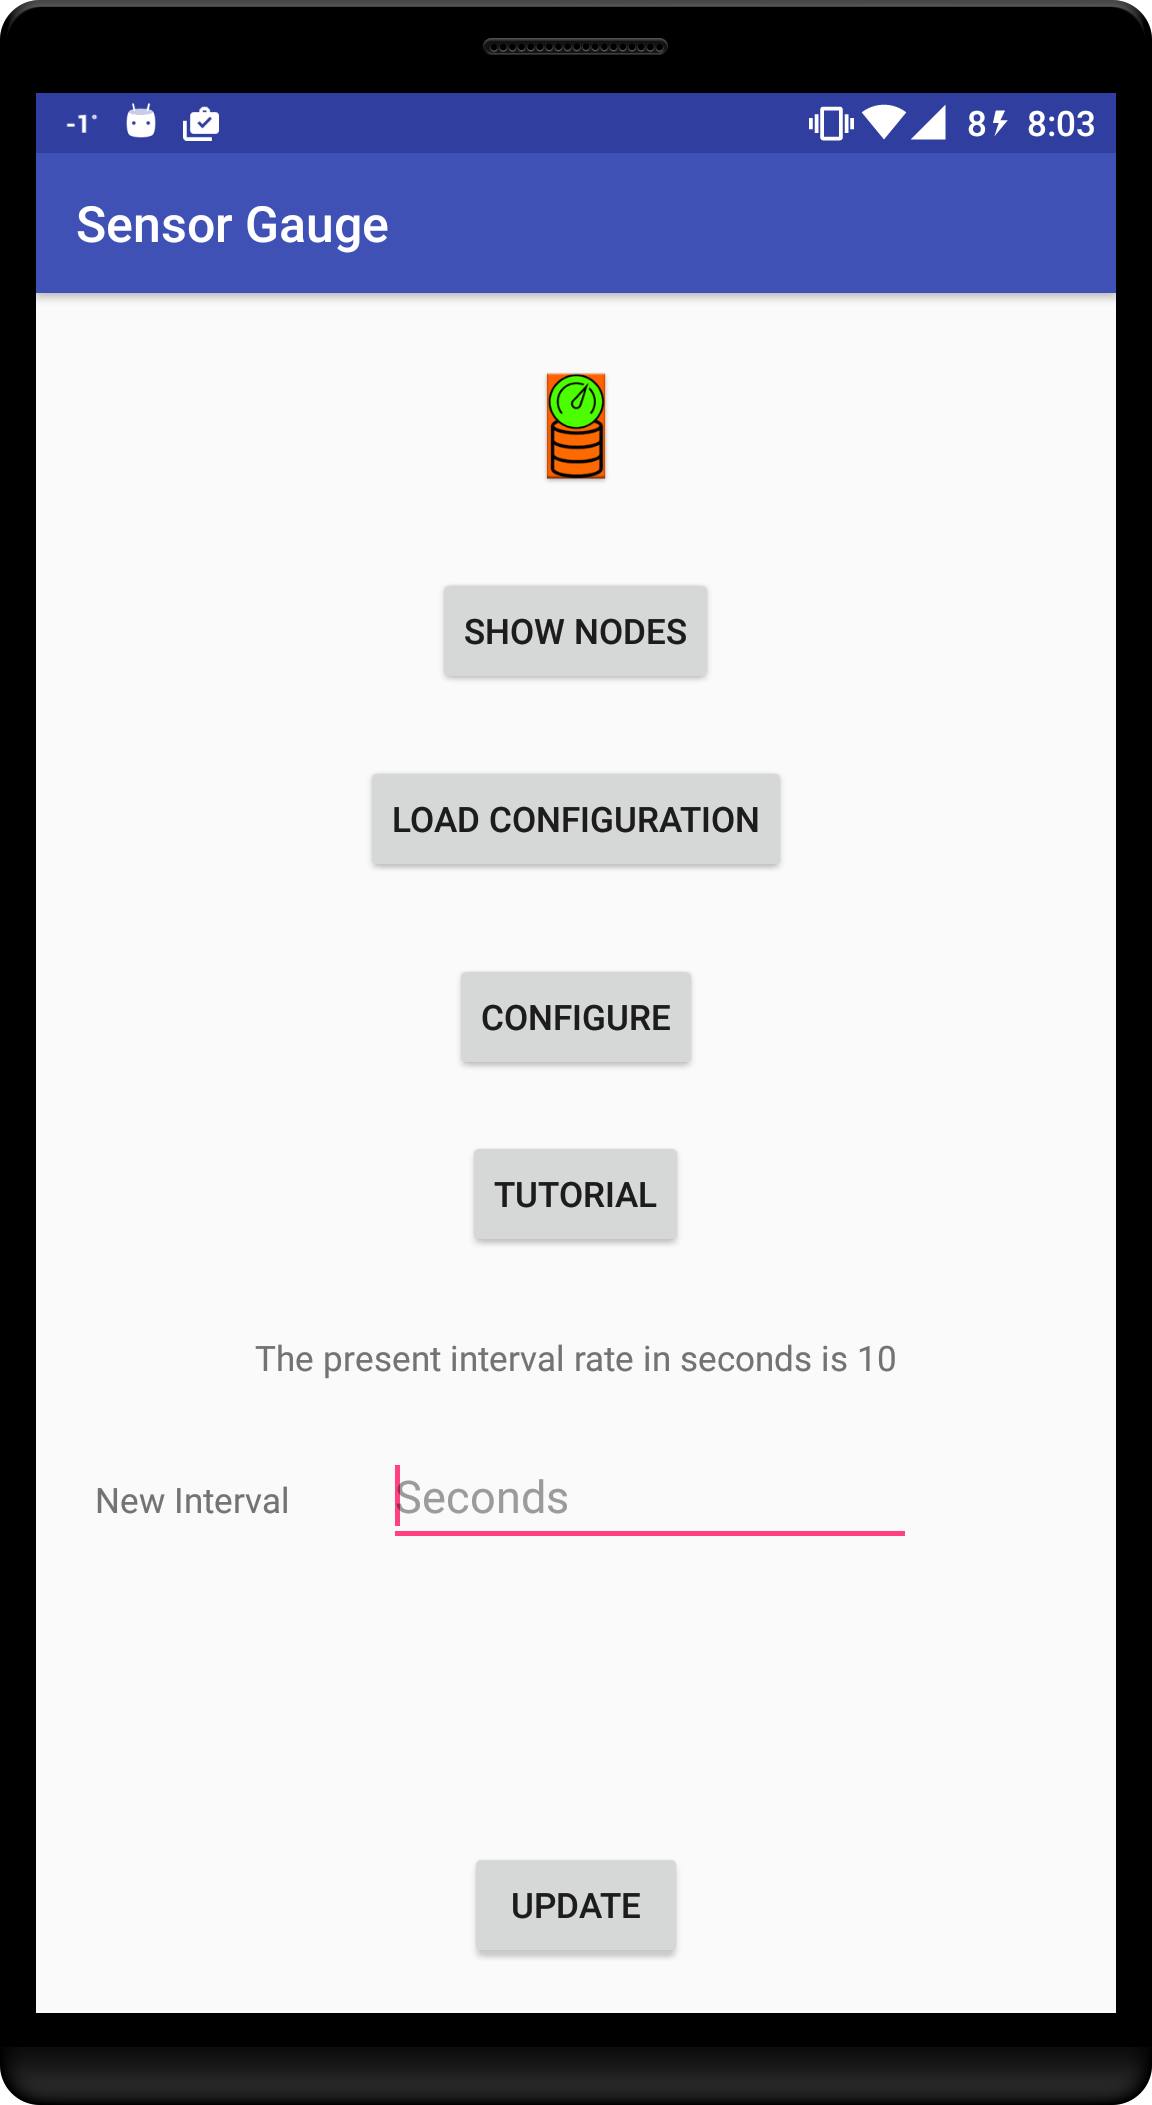 -1° 8 8:03
Sensor Gauge
SHOW NODES
LOAD CONFIGURATION
CONFIGURE
TUTORIAL
The present interval rate in seconds is 10
New Interval Seconds
UPDATE